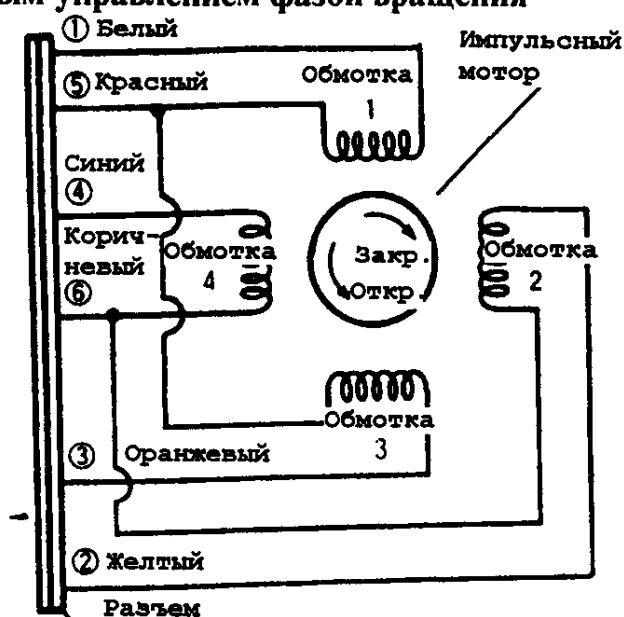 ым управлением фазой вращения
① Белый
Импульсный
мотор
⑤ Красный
Обмотка
1
Синий
④
Корич-
невый
⑥
Обмотка
4
Закр.
Откр.
Обмотка
2
Обмотка
3
③ Оранжевый
② Желтый
Разъем